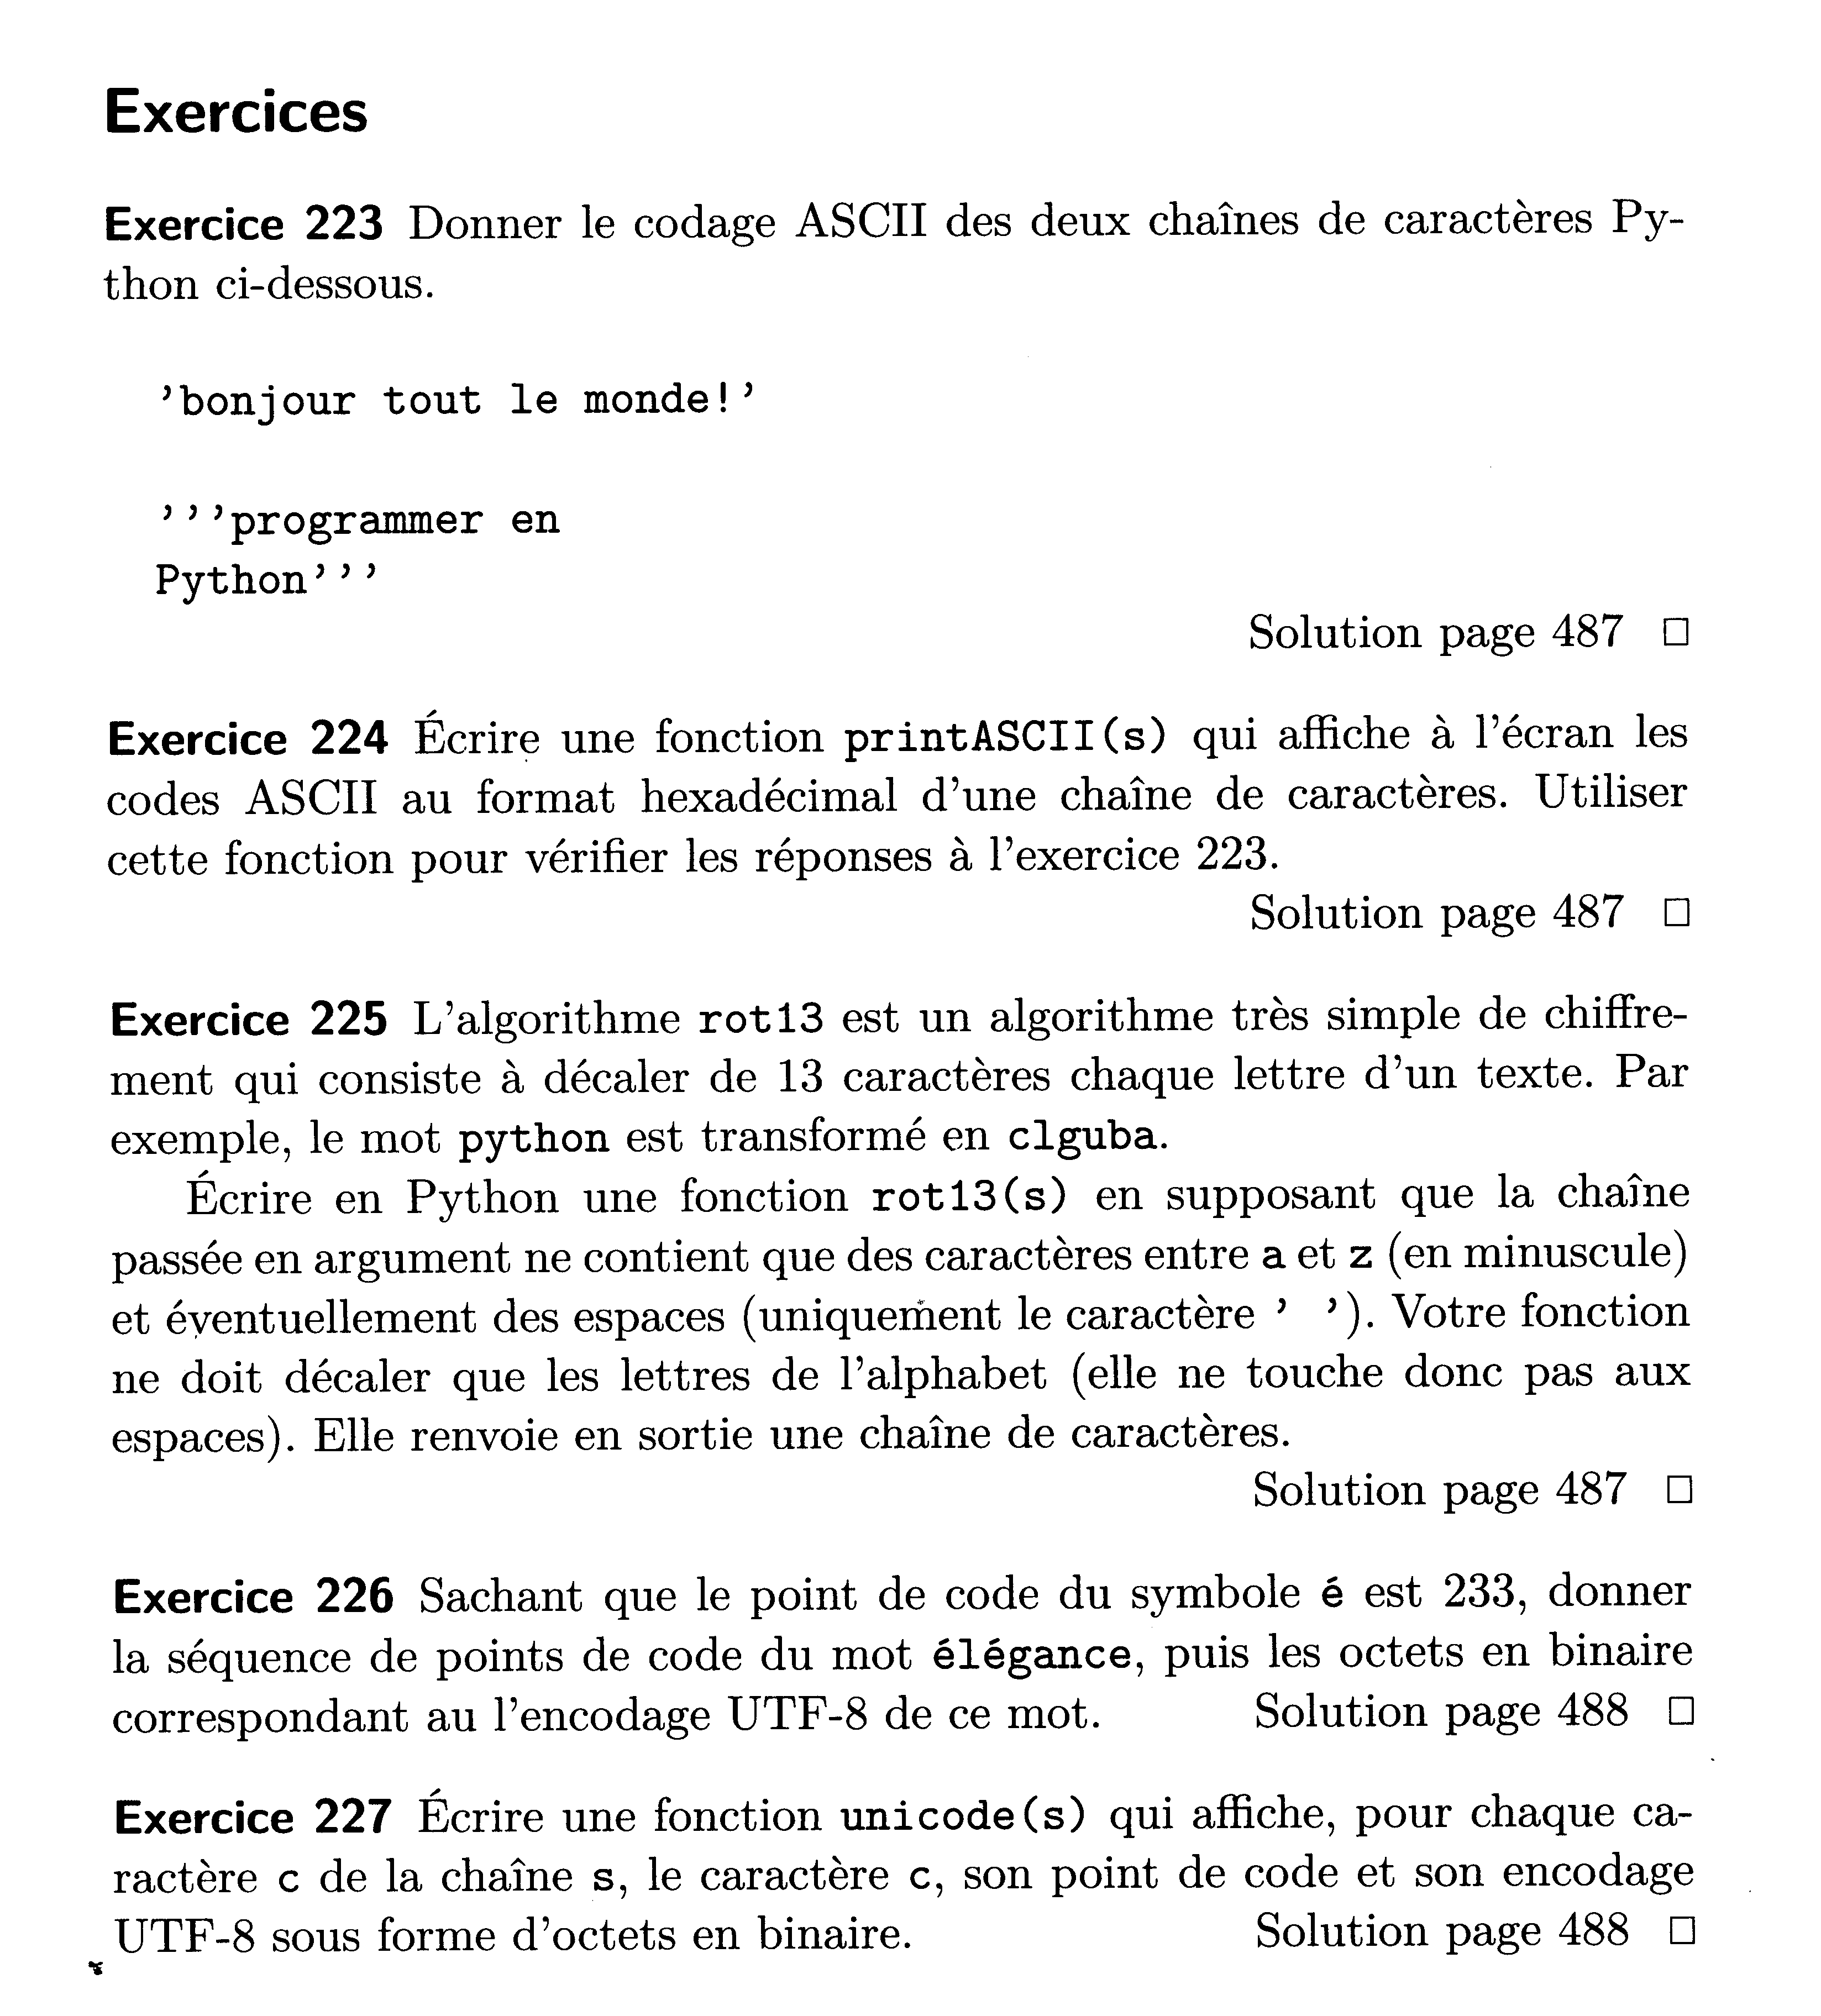 Exercices
Exercice 223 Donner le codage ASCII des deux chaînes de caractères Py-
thon ci-dessous.
’bonjour tout le monde!’
’’’programmer en
Python’’’
Solution page 487 □
Exercice 224 Écrire une fonction printASCII(s) qui affiche à l’écran les
codes ASCII au format hexadécimal d’une chaîne de caractères. Utiliser
cette fonction pour vérifier les réponses à l’exercice 223.
Solution page 487 □
Exercice 225 L’algorithme rot13 est un algorithme très simple de chiffre-
ment qui consiste à décaler de 13 caractères chaque lettre d’un texte. Par
exemple, le mot python est transformé en clguba.
Écrire en Python une fonction rot13(s) en supposant que la chaîne
passée en argument ne contient que des caractères entre a et z (en minuscule)
et éventuellement des espaces (uniquement le caractère ’ ’). Votre fonction
ne doit décaler que les lettres de l’alphabet (elle ne touche donc pas aux
espaces). Elle renvoie en sortie une chaîne de caractères.
Solution page 487 □
Exercice 226 Sachant que le point de code du symbole é est 233, donner
la séquence de points de code du mot élégance, puis les octets en binaire
correspondant au l’encodage UTF-8 de ce mot. Solution page 488 □
Exercice 227 Écrire une fonction unicode(s) qui affiche, pour chaque ca-
ractère c de la chaîne s, le caractère c, son point de code et son encodage
UTF-8 sous forme d’octets en binaire. Solution page 488 □